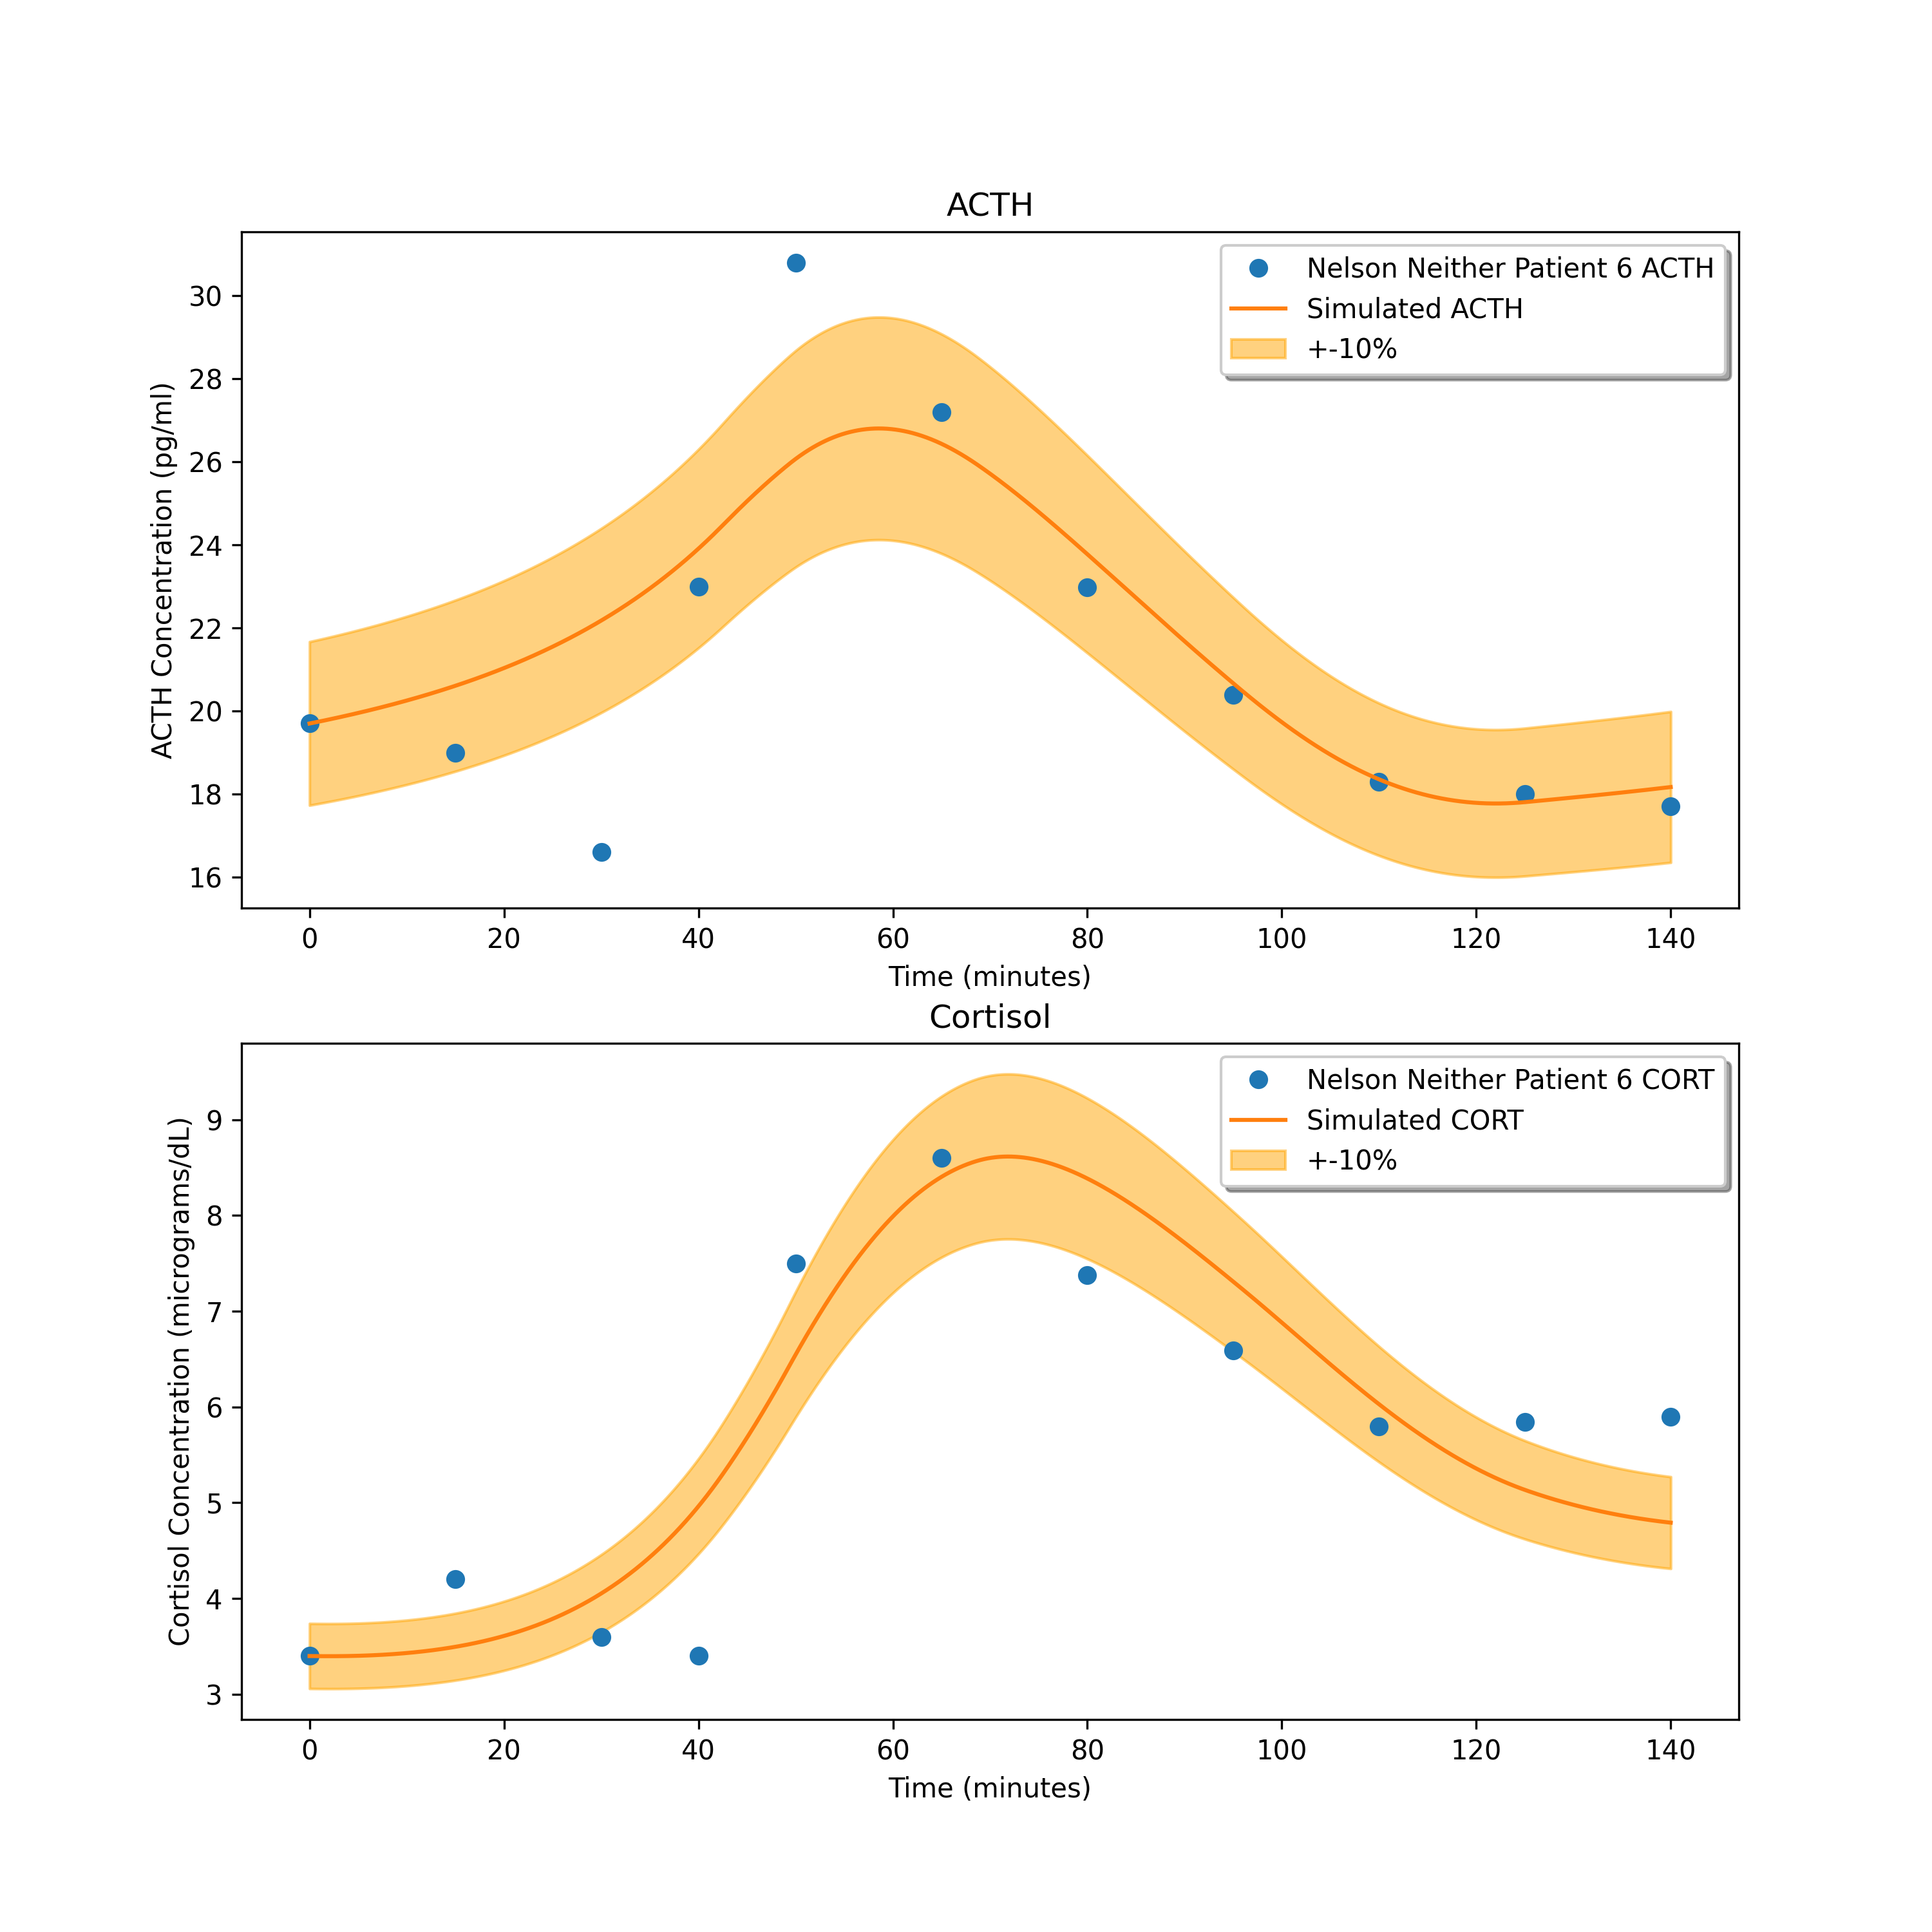 ACTH
Nelson Neither Patient 6 ACTH
Simulated ACTH
+-10%
ACTH Concentration (pg/ml)
30
28
26
24
22
20
18
16
0 20 40 60 80 100 120 140
Time (minutes)
Cortisol
Nelson Neither Patient 6 CORT
Simulated CORT
+-10%
Cortisol Concentration (micrograms/dL)
9
8
7
6
5
4
3
0 20 40 60 80 100 120 140
Time (minutes)